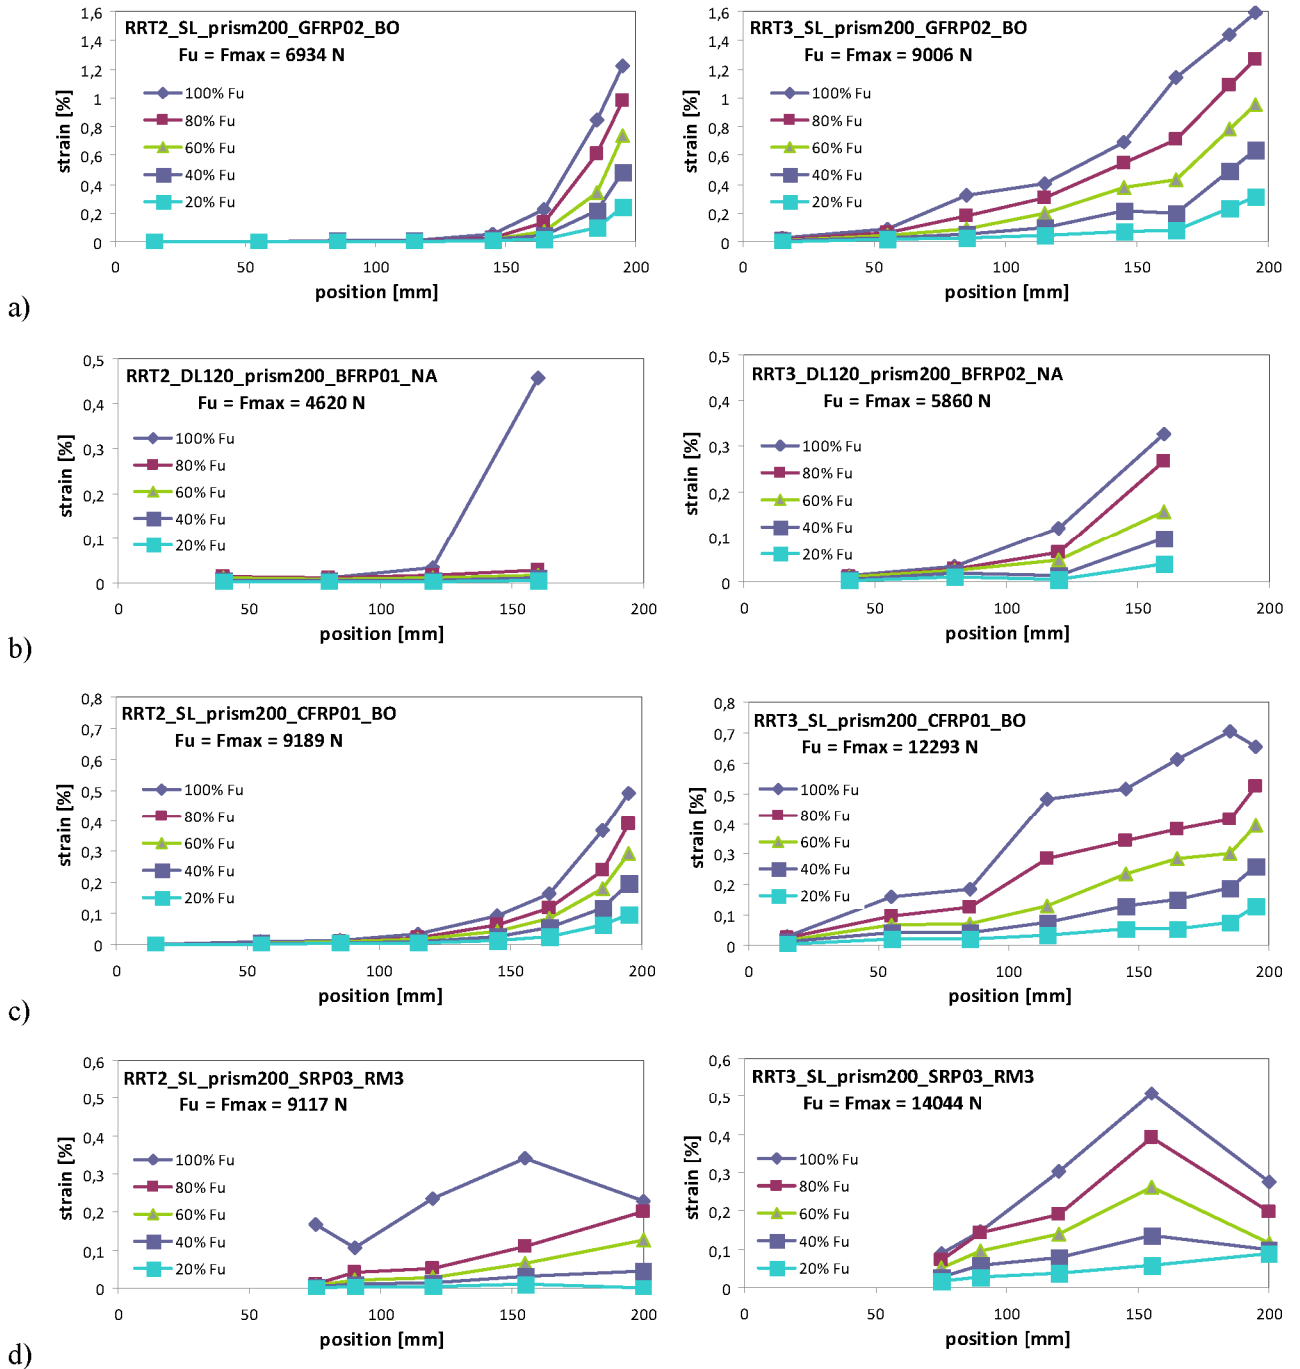 RRT2_SL_prism200_GFRP02_BO
Fu = Fmax = 6934 N
strain [%]
1,6
1,4
1,2
1
0,8
0,6
0,4
0,2
0
100% Fu
80% Fu
60% Fu
40% Fu
20% Fu
0 50 100 150 200
position [mm]
RRT3_SL_prism200_GFRP02_BO
Fu = Fmax = 9006 N
strain [%]
1,6
1,4
1,2
1
0,8
0,6
0,4
0,2
0
100% Fu
80% Fu
60% Fu
40% Fu
20% Fu
0 50 100 150 200
position [mm]
a)
RRT2_DL120_prism200_BFRP01_NA
Fu = Fmax = 4620 N
strain [%]
0,5
0,4
0,3
0,2
0,1
0
100% Fu
80% Fu
60% Fu
40% Fu
20% Fu
0 50 100 150 200
position [mm]
RRT3_DL120_prism200_BFRP02_NA
Fu = Fmax = 5860 N
strain [%]
0,5
0,4
0,3
0,2
0,1
0
100% Fu
80% Fu
60% Fu
40% Fu
20% Fu
0 50 100 150 200
position [mm]
b)
RRT2_SL_prism200_CFRP01_BO
Fu = Fmax = 9189 N
strain [%]
0,8
0,7
0,6
0,5
0,4
0,3
0,2
0,1
0
100% Fu
80% Fu
60% Fu
40% Fu
20% Fu
0 50 100 150 200
position [mm]
RRT3_SL_prism200_CFRP01_BO
Fu = Fmax = 12293 N
strain [%]
0,8
0,7
0,6
0,5
0,4
0,3
0,2
0,1
0
100% Fu
80% Fu
60% Fu
40% Fu
20% Fu
0 50 100 150 200
position [mm]
c)
RRT2_SL_prism200_SRP03_RM3
Fu = Fmax = 9117 N
strain [%]
0,6
0,5
0,4
0,3
0,2
0,1
0
100% Fu
80% Fu
60% Fu
40% Fu
20% Fu
0 50 100 150 200
position [mm]
RRT3_SL_prism200_SRP03_RM3
Fu = Fmax = 14044 N
strain [%]
0,6
0,5
0,4
0,3
0,2
0,1
0
100% Fu
80% Fu
60% Fu
40% Fu
20% Fu
0 50 100 150 200
position [mm]
d)